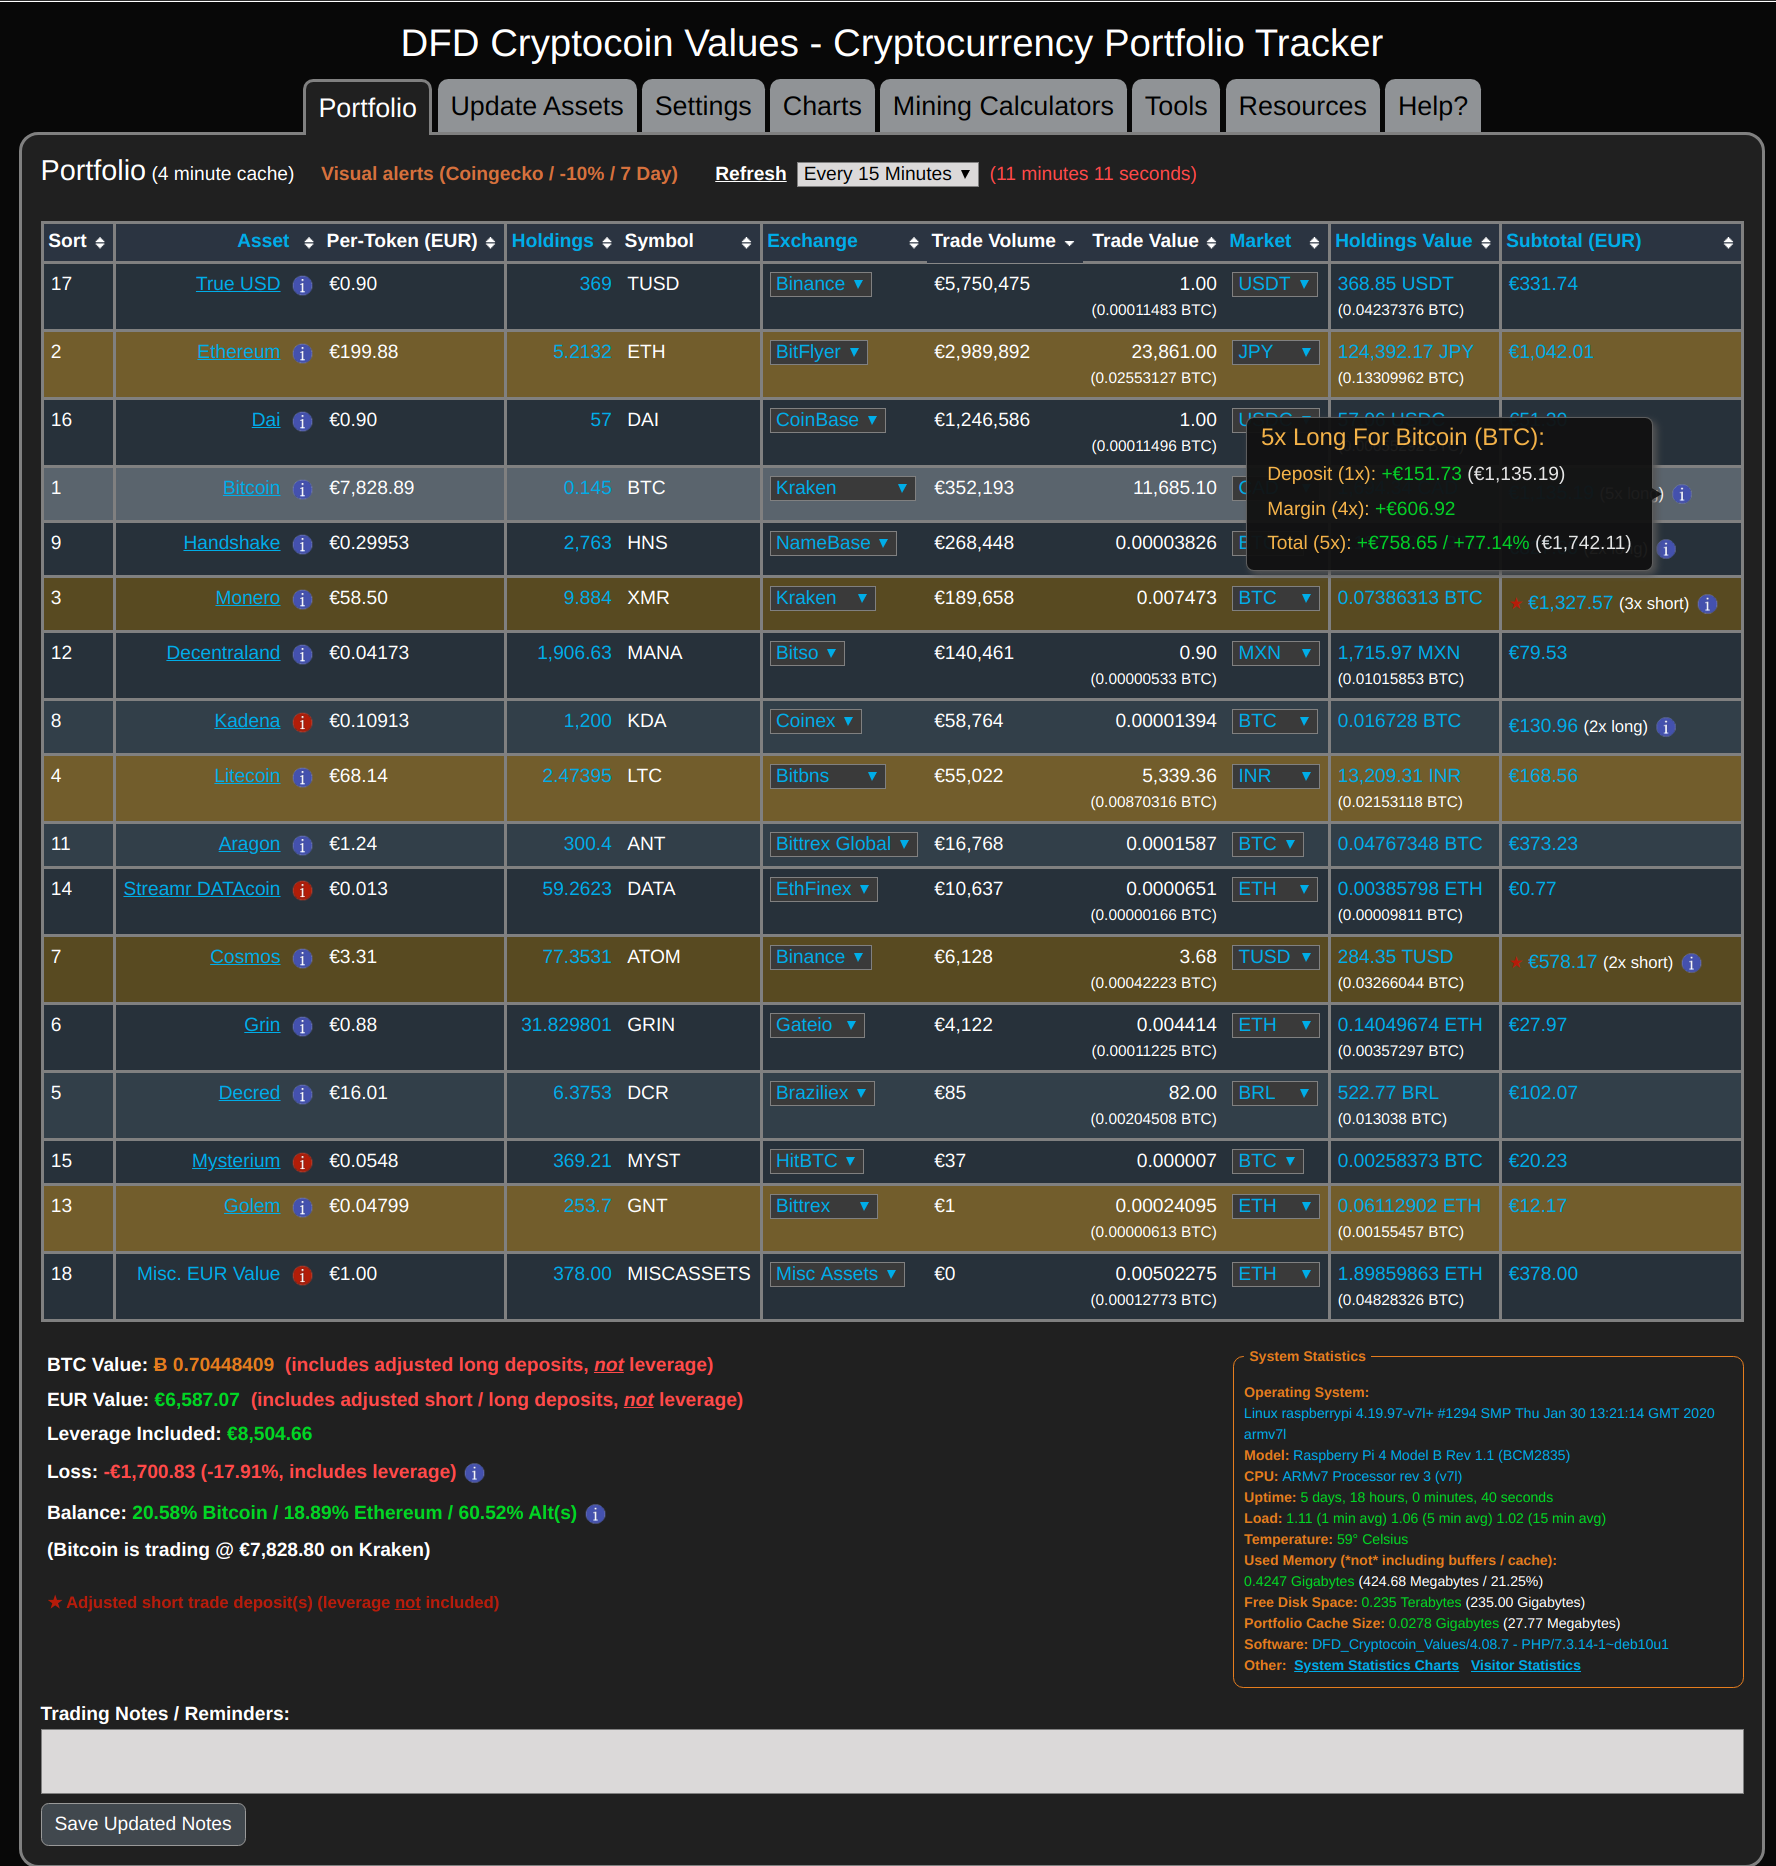 DFD Cryptocoin Values - Cryptocurrency Portfolio Tracker
Portfolio Update Assets Settings Charts Mining Calculators Tools Resources Help?
Portfolio (4 minute cache) Visual alerts (Coingecko / -10% / 7 Day) Refresh Every 15 Minutes ▼ (11 minutes 11 seconds)
Sort Asset Per-Token (EUR) Holdings Symbol Exchange Trade Volume Trade Value Market Holdings Value Subtotal (EUR)
17 True USD i €0.90 369 TUSD Binance ▼ €5,750,475 1.00 USDT ▼ 368.85 USDT €331.74
(0.00011483 BTC) (0.04237376 BTC)
2 Ethereum i €199.88 5.2132 ETH BitFlyer ▼ €2,989,892 23,861.00 JPY ▼ 124,392.17 JPY €1,042.01
(0.02553127 BTC) (0.13309962 BTC)
16 Dai i €0.90 57 DAI CoinBase ▼ €1,246,586 1.00
(0.00011496 BTC)
5x Long For Bitcoin (BTC):
Deposit (1x): +€151.73 (€1,135.19)
Margin (4x): +€606.92
Total (5x): +€758.65 / +77.14% (€1,742.11)
1 Bitcoin i €7,828.89 0.145 BTC Kraken ▼ €352,193 11,685.10 i
9 Handshake i €0.29953 2,763 HNS NameBase ▼ €268,448 0.00003826 i
3 Monero i €58.50 9.884 XMR Kraken ▼ €189,658 0.007473 BTC ▼ 0.07386313 BTC ★ €1,327.57 (3x short) i
12 Decentraland i €0.04173 1,906.63 MANA Bitso ▼ €140,461 0.90 MXN ▼ 1,715.97 MXN €79.53
(0.00000533 BTC) (0.01015853 BTC)
8 Kadena i €0.10913 1,200 KDA Coinex ▼ €58,764 0.00001394 BTC ▼ 0.016728 BTC €130.96 (2x long) i
4 Litecoin i €68.14 2.47395 LTC Bitbns ▼ €55,022 5,339.36 INR ▼ 13,209.31 INR €168.56
(0.00870316 BTC) (0.02153118 BTC)
11 Aragon i €1.24 300.4 ANT Bittrex Global ▼ €16,768 0.0001587 BTC ▼ 0.04767348 BTC €373.23
14 Streamr DATAcoin i €0.013 59.2623 DATA EthFinex ▼ €10,637 0.0000651 ETH ▼ 0.00385798 ETH €0.77
(0.00000166 BTC) (0.00009811 BTC)
7 Cosmos i €3.31 77.3531 ATOM Binance ▼ €6,128 3.68 TUSD ▼ 284.35 TUSD ★ €578.17 (2x short) i
(0.00042223 BTC) (0.03266044 BTC)
6 Grin i €0.88 31.829801 GRIN Gateio ▼ €4,122 0.004414 ETH ▼ 0.14049674 ETH €27.97
(0.00011225 BTC) (0.00357297 BTC)
5 Decred i €16.01 6.3753 DCR Braziliex ▼ €85 82.00 BRL ▼ 522.77 BRL €102.07
(0.00204508 BTC) (0.013038 BTC)
15 Mysterium i €0.0548 369.21 MYST HitBTC ▼ €37 0.000007 BTC ▼ 0.00258373 BTC €20.23
13 Golem i €0.04799 253.7 GNT Bittrex ▼ €1 0.00024095 ETH ▼ 0.06112902 ETH €12.17
(0.00000613 BTC) (0.00155457 BTC)
18 Misc. EUR Value i €1.00 378.00 MISCASSETS Misc Assets ▼ €0 0.00502275 ETH ▼ 1.89859863 ETH €378.00
(0.00012773 BTC) (0.04828326 BTC)
BTC Value: Ƀ 0.70448409 (includes adjusted long deposits, not leverage)
EUR Value: €6,587.07 (includes adjusted short / long deposits, not leverage)
Leverage Included: €8,504.66
Loss: -€1,700.83 (-17.91%, includes leverage) i
Balance: 20.58% Bitcoin / 18.89% Ethereum / 60.52% Alt(s) i
(Bitcoin is trading @ €7,828.80 on Kraken)
★ Adjusted short trade deposit(s) (leverage not included)
System Statistics
Operating System:
Linux raspberrypi 4.19.97-v7l+ #1294 SMP Thu Jan 30 13:21:14 GMT 2020
armv7l
Model: Raspberry Pi 4 Model B Rev 1.1 (BCM2835)
CPU: ARMv7 Processor rev 3 (v7l)
Uptime: 5 days, 18 hours, 0 minutes, 40 seconds
Load: 1.11 (1 min avg) 1.06 (5 min avg) 1.02 (15 min avg)
Temperature: 59° Celsius
Used Memory (*not* including buffers / cache):
0.4247 Gigabytes (424.68 Megabytes / 21.25%)
Free Disk Space: 0.235 Terabytes (235.00 Gigabytes)
Portfolio Cache Size: 0.0278 Gigabytes (27.77 Megabytes)
Software: DFD_Cryptocoin_Values/4.08.7 - PHP/7.3.14-1~deb10u1
Other: System Statistics Charts Visitor Statistics
Trading Notes / Reminders:
Save Updated Notes